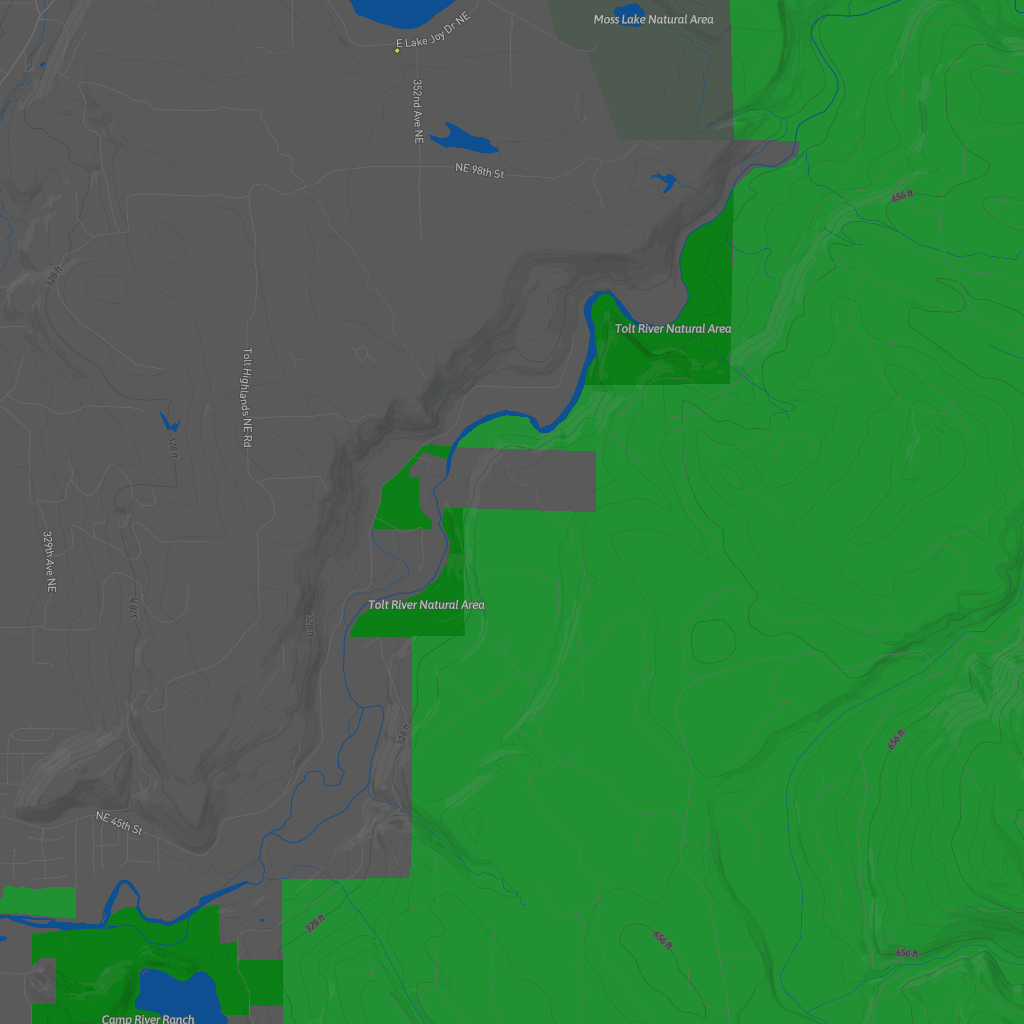 Moss Lake Natural Area
E Lake Joy Dr NE
352nd Ave NE
NE 98th St
656 ft
328 ft
Tolt River Natural Area
Tolt Highlands NE Rd
328 ft
329th Ave NE
328 ft
Tolt River Natural Area
328 ft
328 ft
656 ft
NE 45th St
328 ft
656 ft
656 ft
Camp River Ranch